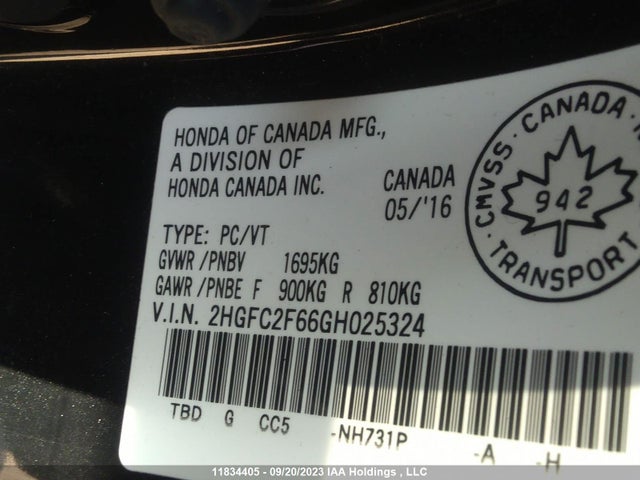 HONDA OF CANADA MFG.,
A DIVISION OF
HONDA CANADA INC.
CANADA
05/'16
TYPE: PC/VT
GVWR/PNBV 1695KG
GAWR/PNBE F 900KG R 810KG
V.I.N. 2HGFC2F66GH025324
TBD G CC5 -NH731P -A -H
CMVSS · CANADA ·
942
TRANSPORT
11834405 - 09/20/2023 IAA Holdings , LLC